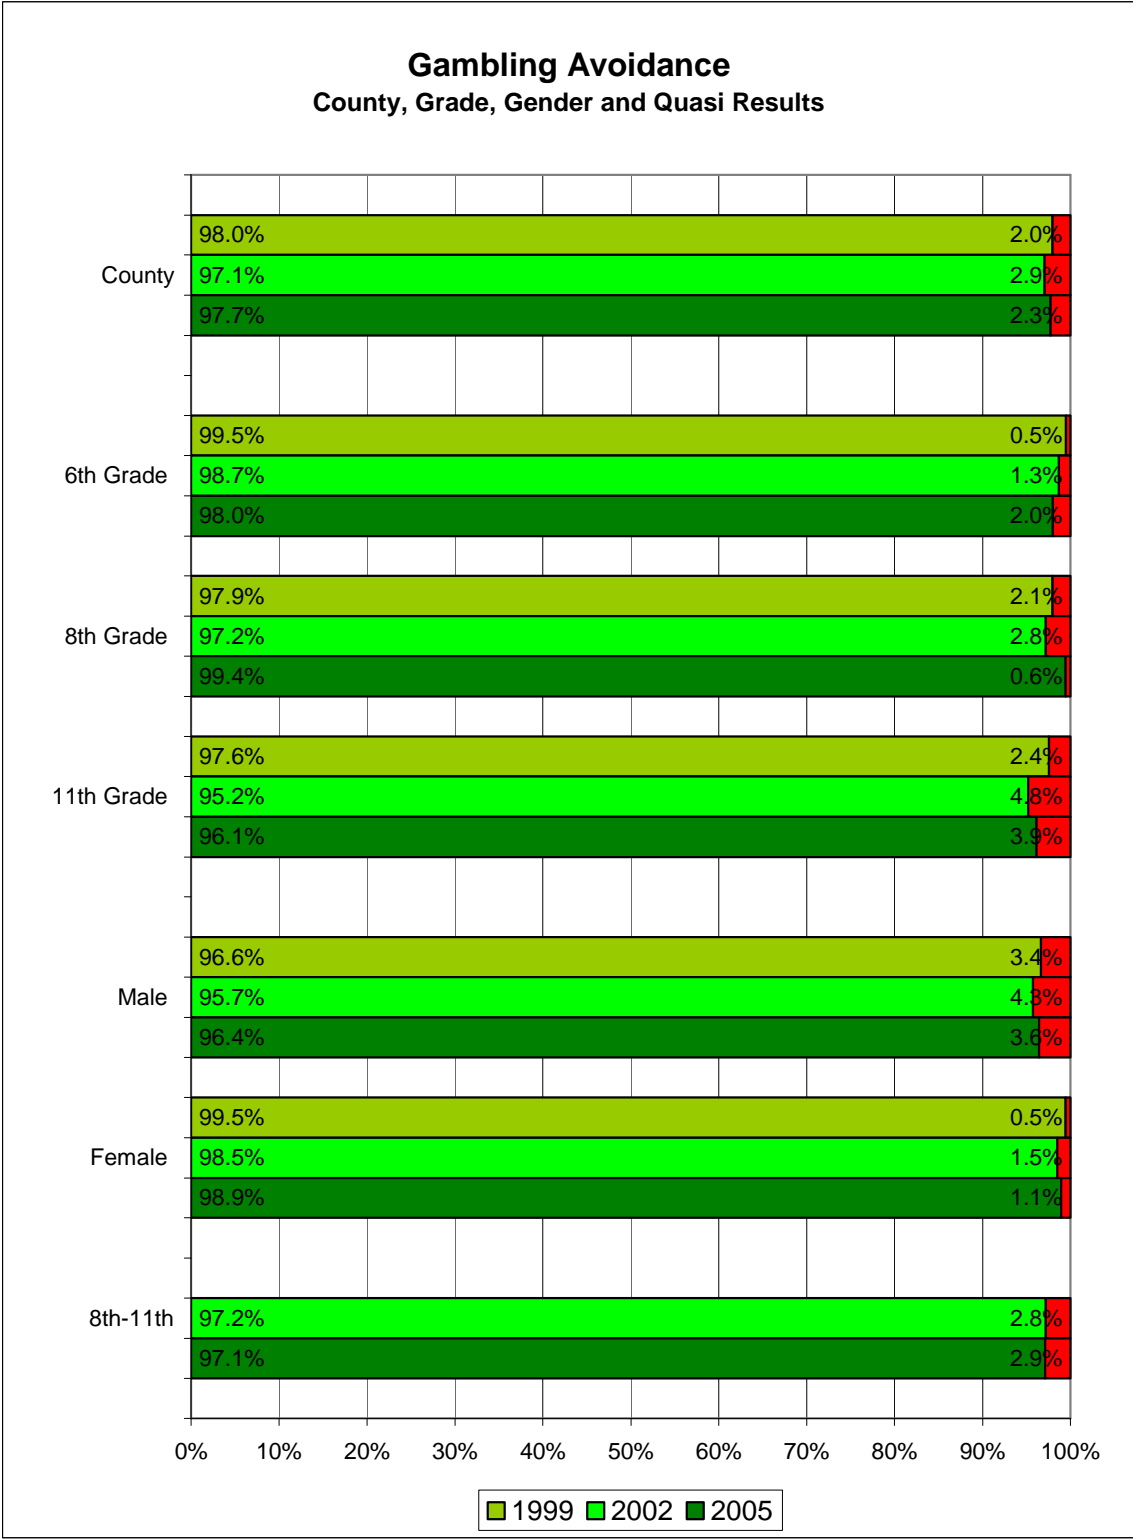 Gambling Avoidance
County, Grade, Gender and Quasi Results
98.0% 2.0%
County 97.1% 2.9%
97.7% 2.3%
99.5% 0.5%
6th Grade 98.7% 1.3%
98.0% 2.0%
97.9% 2.1%
8th Grade 97.2% 2.8%
99.4% 0.6%
97.6% 2.4%
11th Grade 95.2% 4.8%
96.1% 3.9%
96.6% 3.4%
Male 95.7% 4.3%
96.4% 3.6%
99.5% 0.5%
Female 98.5% 1.5%
98.9% 1.1%
8th-11th 97.2% 2.8%
97.1% 2.9%
0% 10% 20% 30% 40% 50% 60% 70% 80% 90% 100%
1999 2002 2005